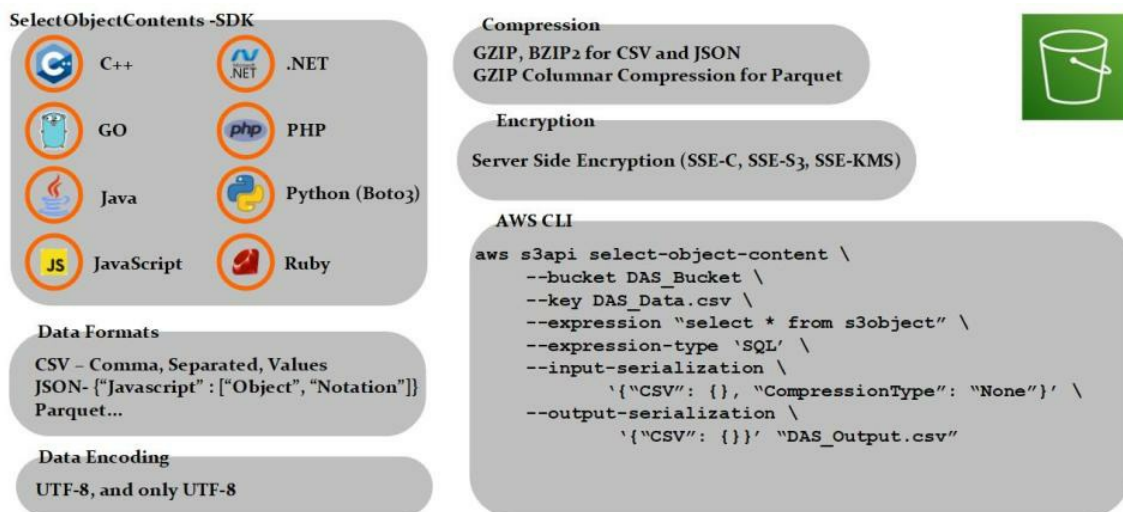 SelectObjectContents -SDK
C++
.NET
GO
php
PHP
Java
Python (Boto3)
JS
JavaScript
Ruby
Data Formats
CSV – Comma, Separated, Values
JSON- {“Javascript” : [“Object”, “Notation”]}
Parquet...
Data Encoding
UTF-8, and only UTF-8
Compression
GZIP, BZIP2 for CSV and JSON
GZIP Columnar Compression for Parquet
Encryption
Server Side Encryption (SSE-C, SSE-S3, SSE-KMS)
AWS CLI
aws s3api select-object-content \
--bucket DAS_Bucket \
--key DAS_Data.csv \
--expression “select * from s3object” \
--expression-type ‘SQL’ \
--input-serialization \
‘{“CSV”: {}, “CompressionType”: “None”}’ \
--output-serialization \
‘{“CSV”: {}}’ “DAS_Output.csv”